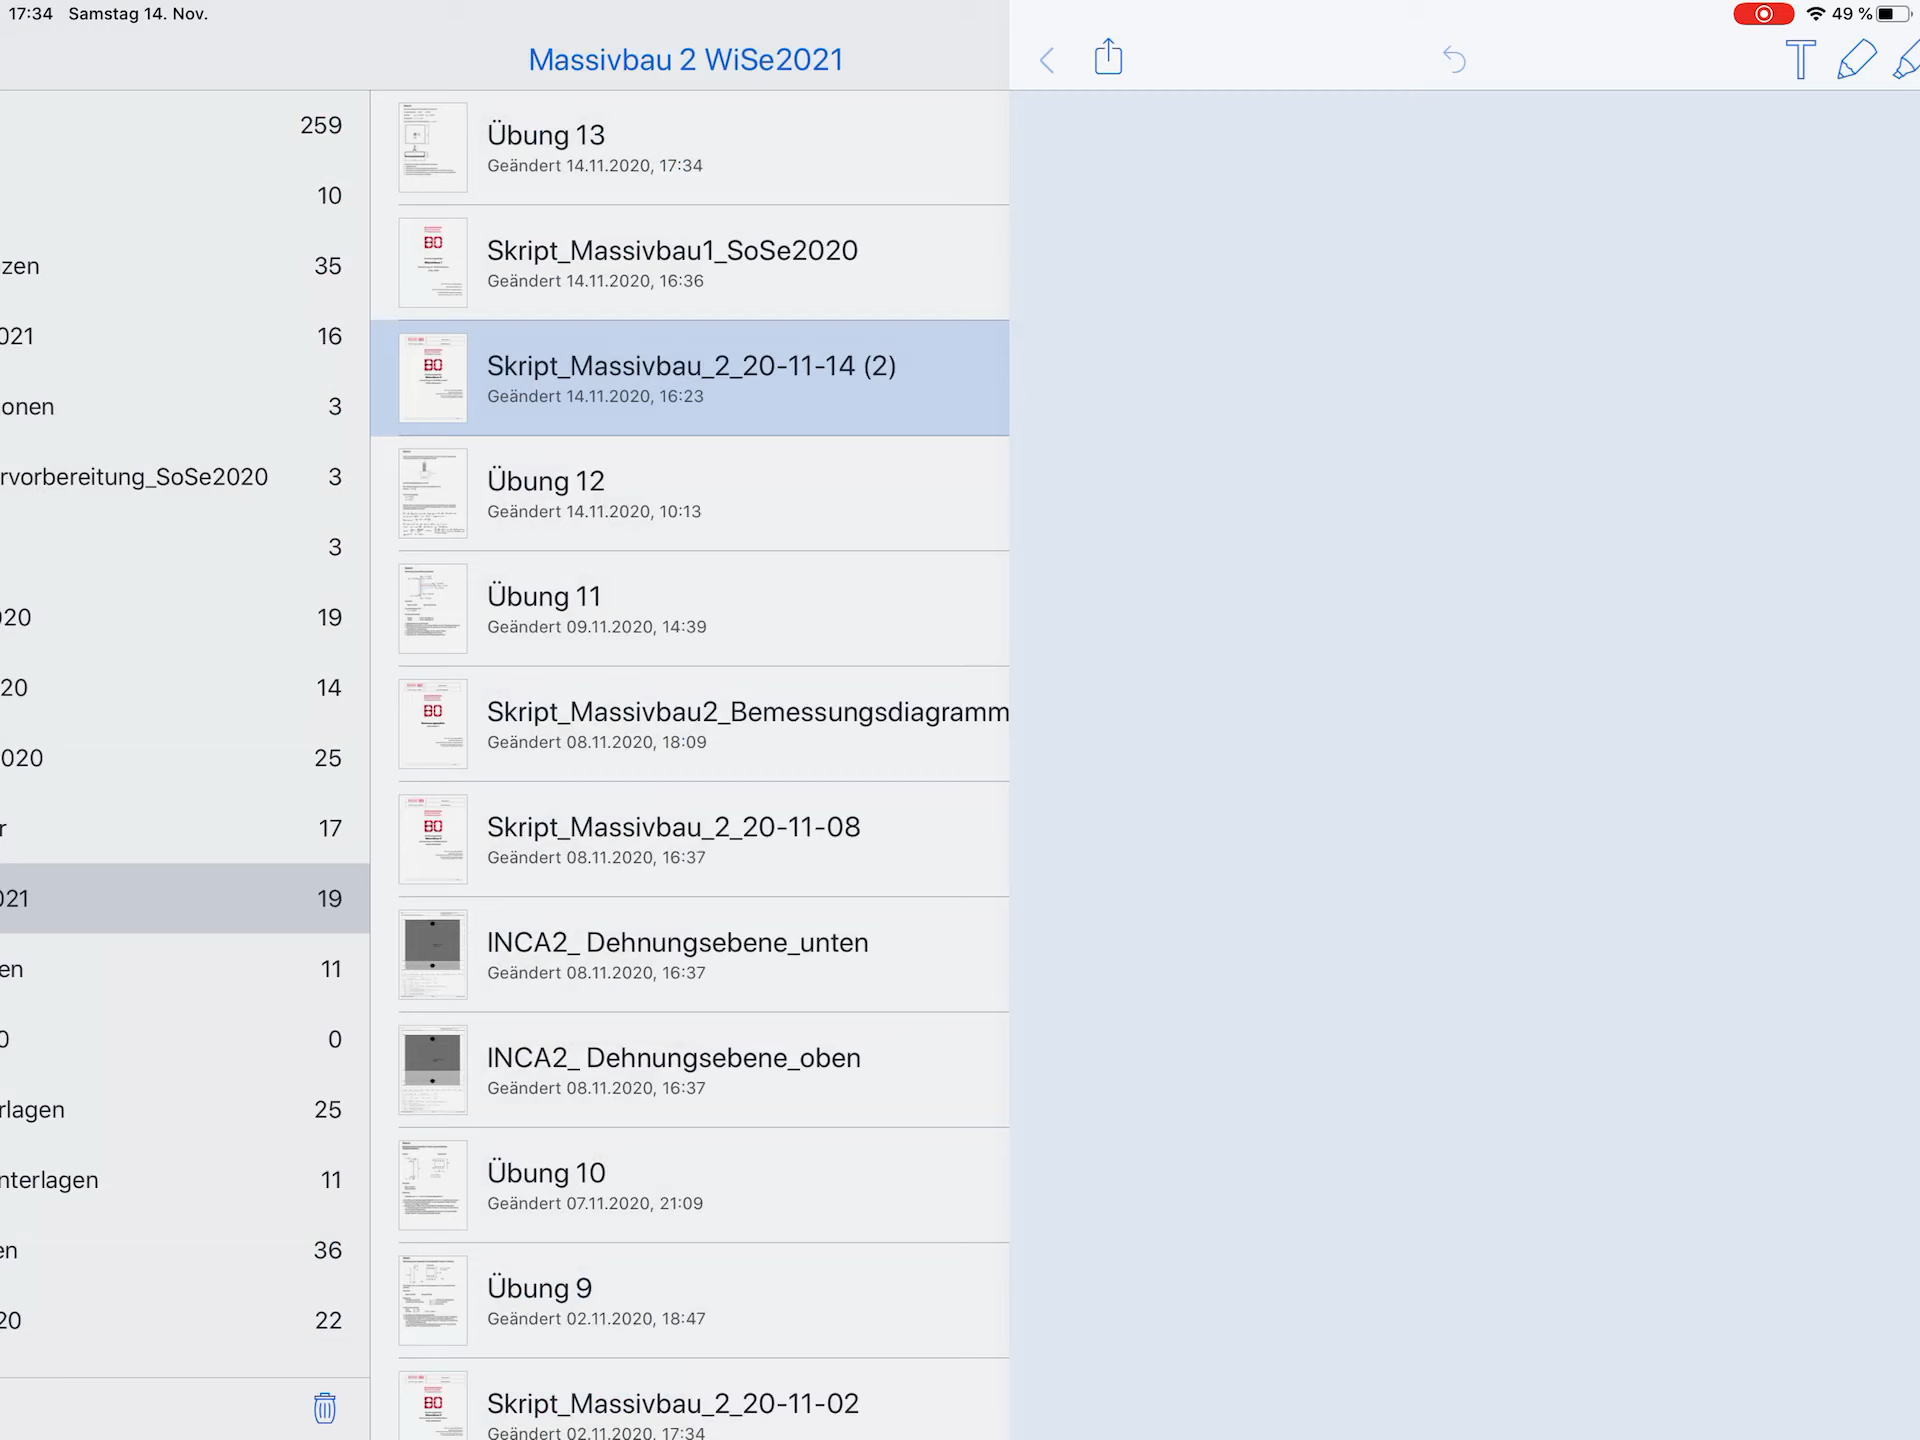 17:34 Samstag 14. Nov.
49 %
Massivbau 2 WiSe2021
259
10
zen 35
021 16
onen 3
rvorbereitung_SoSe2020 3
3
020 19
20 14
020 25
r 17
021 19
en 11
0 0
rlagen 25
nterlagen 11
en 36
20 22
Übung 13
Geändert 14.11.2020, 17:34
Skript_Massivbau1_SoSe2020
Geändert 14.11.2020, 16:36
Skript_Massivbau_2_20-11-14 (2)
Geändert 14.11.2020, 16:23
Übung 12
Geändert 14.11.2020, 10:13
Übung 11
Geändert 09.11.2020, 14:39
Skript_Massivbau2_Bemessungsdiagramm
Geändert 08.11.2020, 18:09
Skript_Massivbau_2_20-11-08
Geändert 08.11.2020, 16:37
INCA2_ Dehnungsebene_unten
Geändert 08.11.2020, 16:37
INCA2_ Dehnungsebene_oben
Geändert 08.11.2020, 16:37
Übung 10
Geändert 07.11.2020, 21:09
Übung 9
Geändert 02.11.2020, 18:47
Skript_Massivbau_2_20-11-02
Geändert 02.11.2020, 17:34